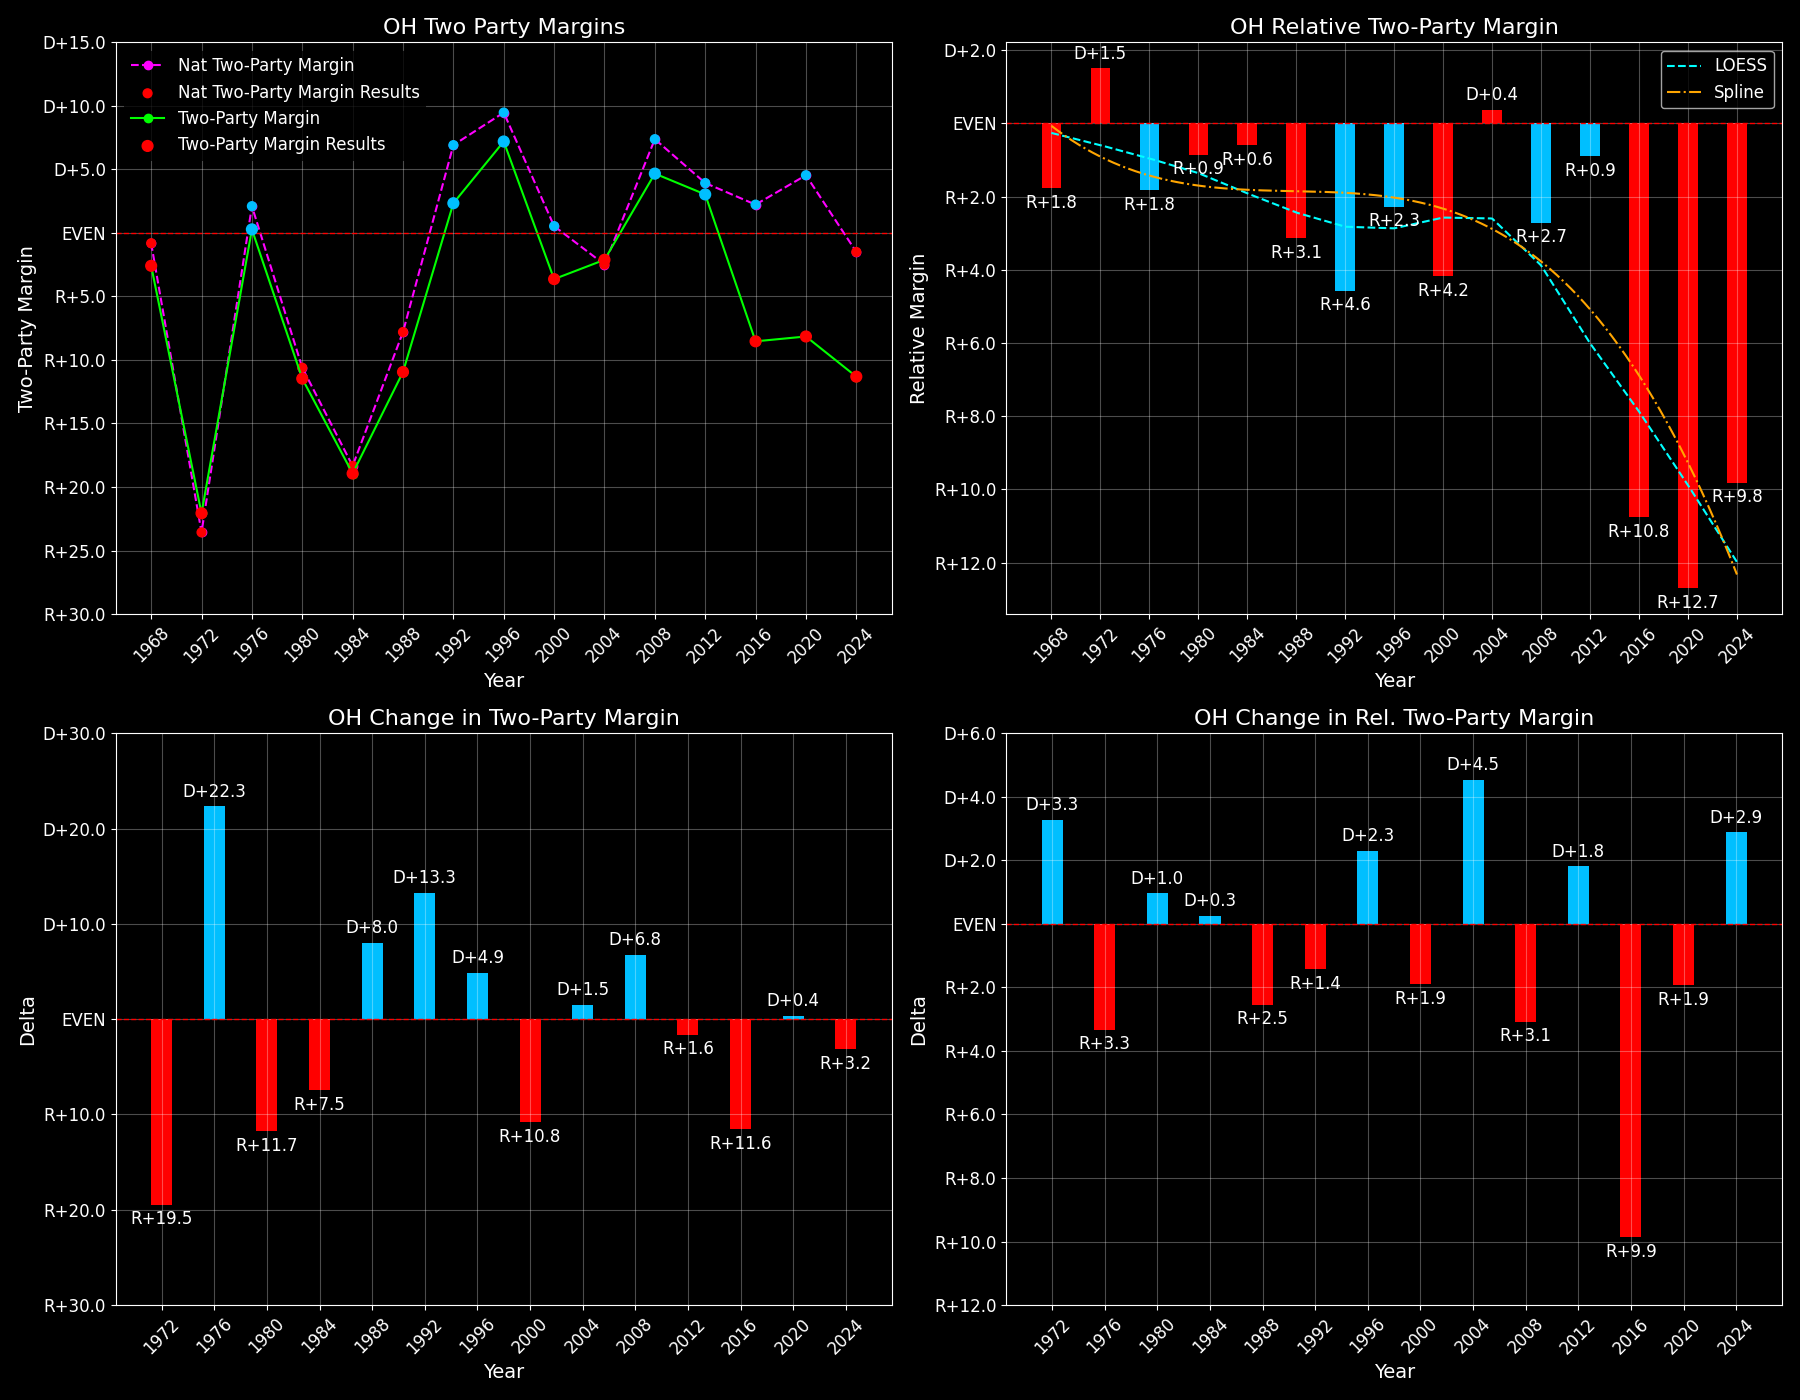 OH Two Party Margins
D+15.0
D+10.0
D+5.0
EVEN
R+5.0
R+10.0
R+15.0
R+20.0
R+25.0
R+30.0
Two-Party Margin
Nat Two-Party Margin
Nat Two-Party Margin Results
Two-Party Margin
Two-Party Margin Results
1968 1972 1976 1980 1984 1988 1992 1996 2000 2004 2008 2012 2016 2020 2024
Year
OH Relative Two-Party Margin
D+2.0
EVEN
R+2.0
R+4.0
R+6.0
R+8.0
R+10.0
R+12.0
Relative Margin
LOESS
Spline
R+1.8
D+1.5
R+1.8
R+0.9
R+0.6
R+3.1
R+4.6
R+2.3
R+4.2
D+0.4
R+2.7
R+0.9
R+10.8
R+12.7
R+9.8
1968 1972 1976 1980 1984 1988 1992 1996 2000 2004 2008 2012 2016 2020 2024
Year
OH Change in Two-Party Margin
D+30.0
D+20.0
D+10.0
EVEN
R+10.0
R+20.0
R+30.0
Delta
R+19.5
D+22.3
R+11.7
R+7.5
D+8.0
D+13.3
D+4.9
R+10.8
D+1.5
D+6.8
R+1.6
R+11.6
D+0.4
R+3.2
1972 1976 1980 1984 1988 1992 1996 2000 2004 2008 2012 2016 2020 2024
Year
OH Change in Rel. Two-Party Margin
D+6.0
D+4.0
D+2.0
EVEN
R+2.0
R+4.0
R+6.0
R+8.0
R+10.0
R+12.0
Delta
D+3.3
R+3.3
D+1.0
D+0.3
R+2.5
R+1.4
D+2.3
R+1.9
D+4.5
R+3.1
D+1.8
R+9.9
R+1.9
D+2.9
1972 1976 1980 1984 1988 1992 1996 2000 2004 2008 2012 2016 2020 2024
Year